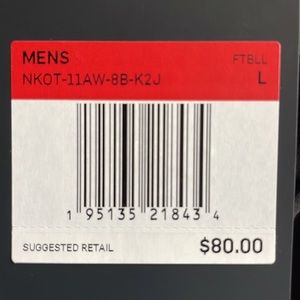 MENS FTBLL
NKOT-11AW-8B-K2J L
1 95135 21843 4
SUGGESTED RETAIL $80.00